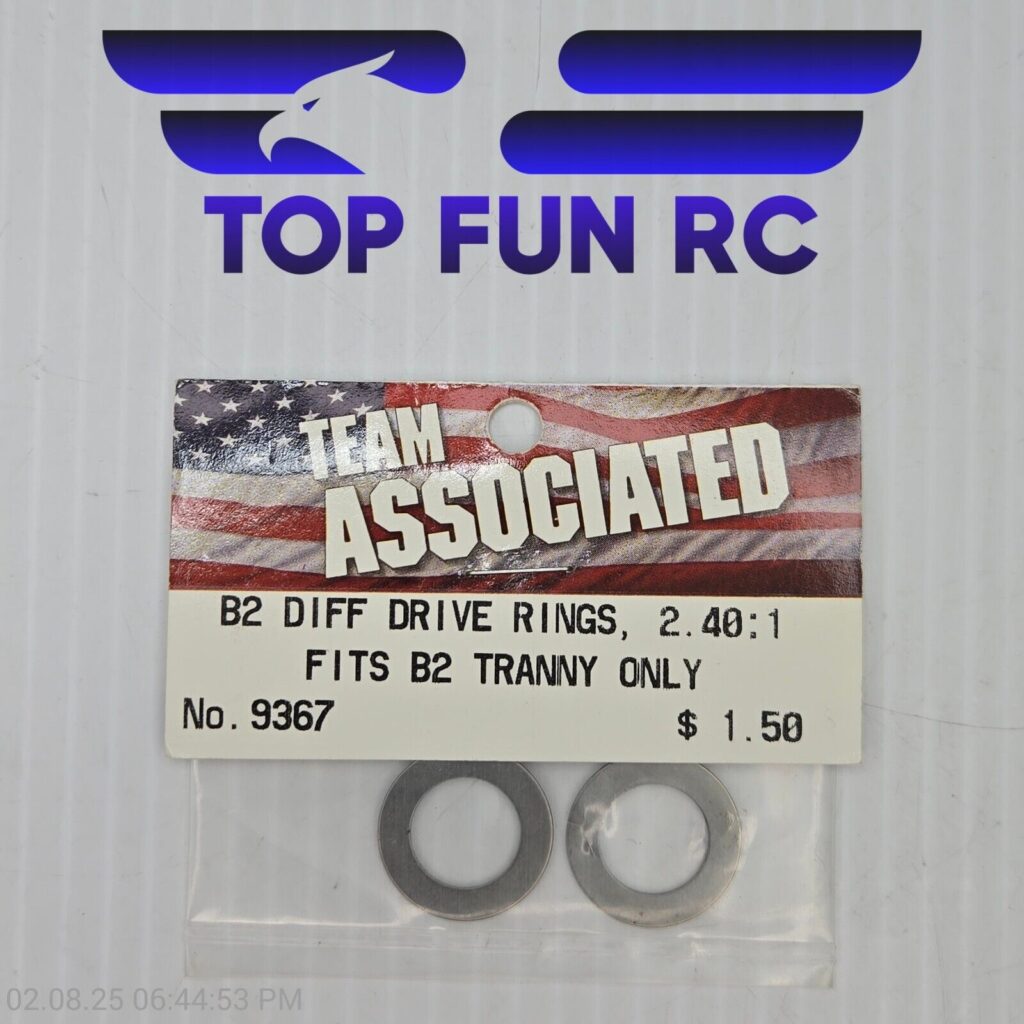 TOP FUN RC
TEAM
ASSOCIATED
B2 DIFF DRIVE RINGS, 2.40:1
FITS B2 TRANNY ONLY
No. 9367 $ 1.50
02.08.25 06:44:53 PM